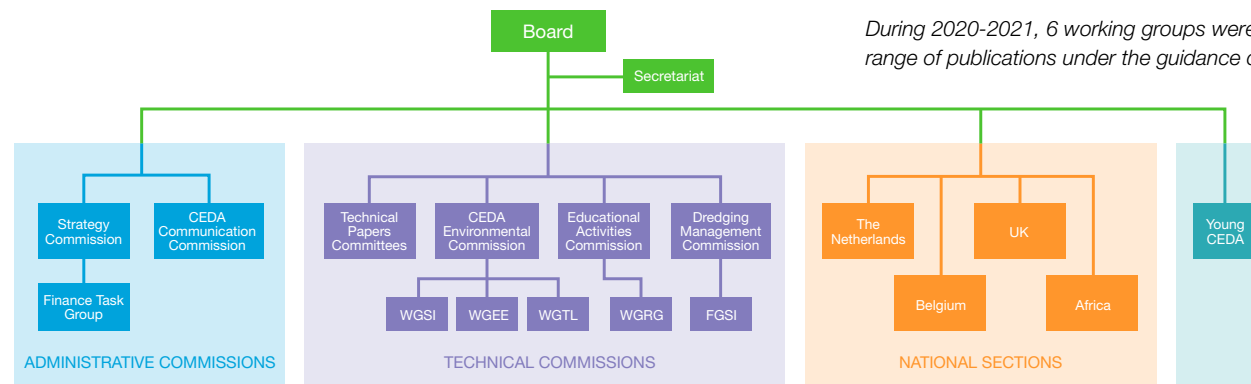 During 2020-2021, 6 working groups were
range of publications under the guidance
Board
Secretariat
Strategy
Commission
CEDA
Communication
Commission
Finance Task
Group
ADMINISTRATIVE COMMISSIONS
Technical
Papers
Committees
CEDA
Environmental
Commission
Educational
Activities
Commission
Dredging
Management
Commission
WGSI
WGEE
WGTL
WGRG
FGSI
TECHNICAL COMMISSIONS
The
Netherlands
UK
Belgium
Africa
NATIONAL SECTIONS
Young
CEDA